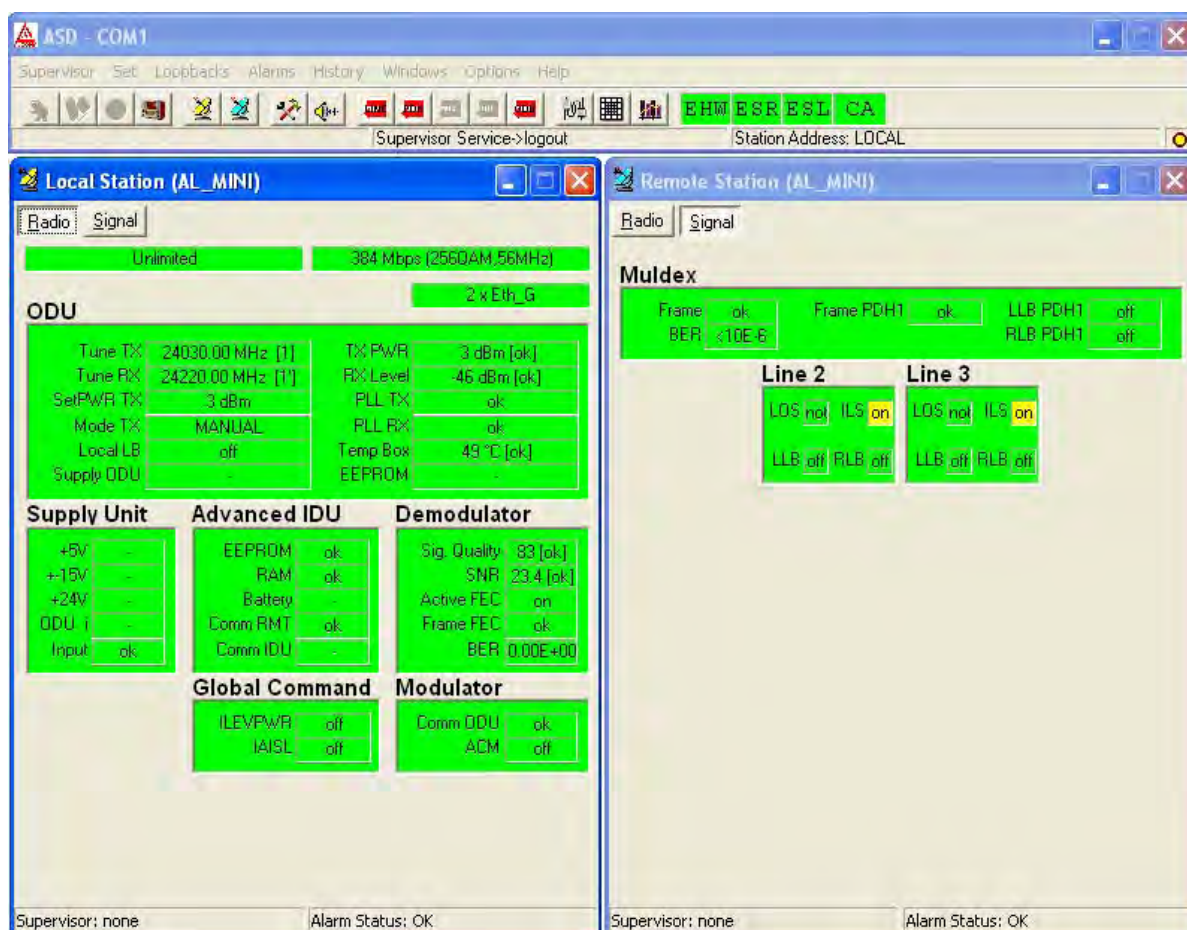 ASD - COM1
Supervisor Set Loopbacks Alarms History Windows Options Help
EHW ESR ESL CA
Supervisor Service->logout Station Address: LOCAL
Local Station (AL_MINI)
Radio Signal
Unlimited 384 Mbps (256QAM,56MHz)
2 x Eth_G
ODU
Tune TX 24030.00 MHz [1] TX PWR 3 dBm [ok]
Tune RX 24220.00 MHz [1'] RX Level -46 dBm [ok]
SetPWR TX 3 dBm PLL TX ok
Mode TX MANUAL PLL RX ok
Local LB off Temp Box 49 °C [ok]
Supply ODU - EEPROM -
Supply Unit Advanced IDU Demodulator
+5V - EEPROM ok Sig. Quality 83 [ok]
+-15V - RAM ok SNR 23.4 [ok]
+24V - Battery - Active FEC on
ODU i - Comm RMT ok Frame FEC ok
Input ok Comm IDU - BER 0.00E+00
Global Command Modulator
ILEVPWR off Comm ODU ok
IAISL off ACM off
Supervisor: none Alarm Status: OK
Remote Station (AL_MINI)
Radio Signal
Muldex
Frame ok Frame PDH1 ok LLB PDH1 off
BER <10E-6 RLB PDH1 off
Line 2 Line 3
LOS not ILS on LOS not ILS on
LLB off RLB off LLB off RLB off
Supervisor: none Alarm Status: OK